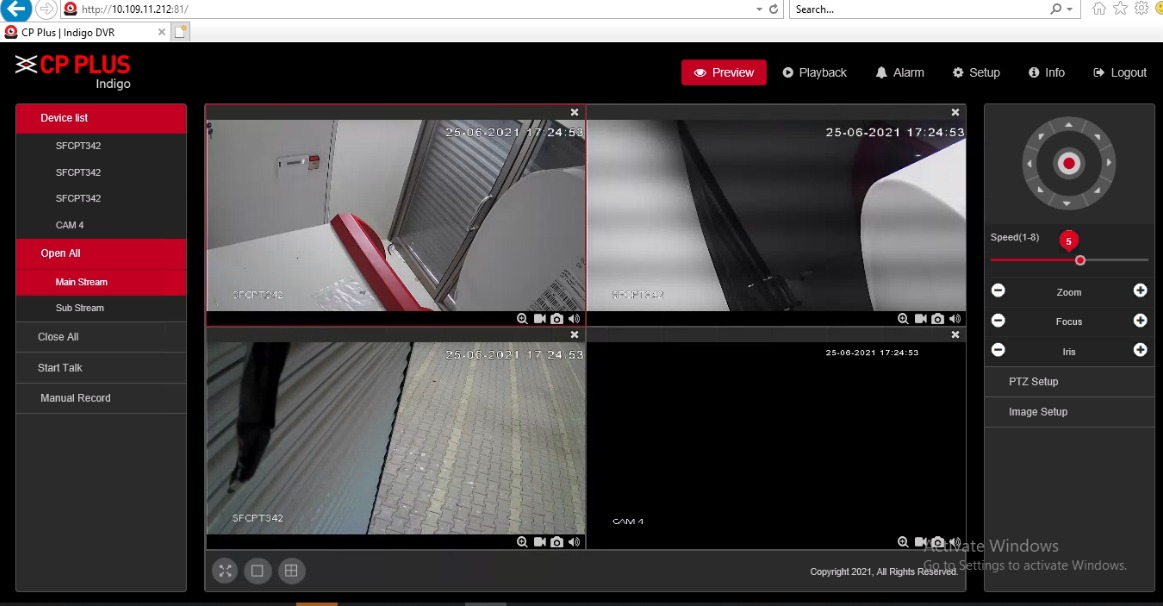 http://10.109.11.212:81/
Search...
CP Plus | Indigo DVR
CP PLUS
Indigo
Preview
Playback
Alarm
Setup
Info
Logout
Device list
SFCPT342
SFCPT342
SFCPT342
CAM 4
Open All
Main Stream
Sub Stream
Close All
Start Talk
Manual Record
25-06-2021 17:24:53
SFCPT342
25-06-2021 17:24:53
SFCPT342
25-06-2021 17:24:53
SFCPT342
25-06-2021 17:24:53
CAM 4
Copyright 2021, All Rights Reserved.
Speed(1-8)
5
Zoom
Focus
Iris
PTZ Setup
Image Setup
Activate Windows
Go to Settings to activate Windows.